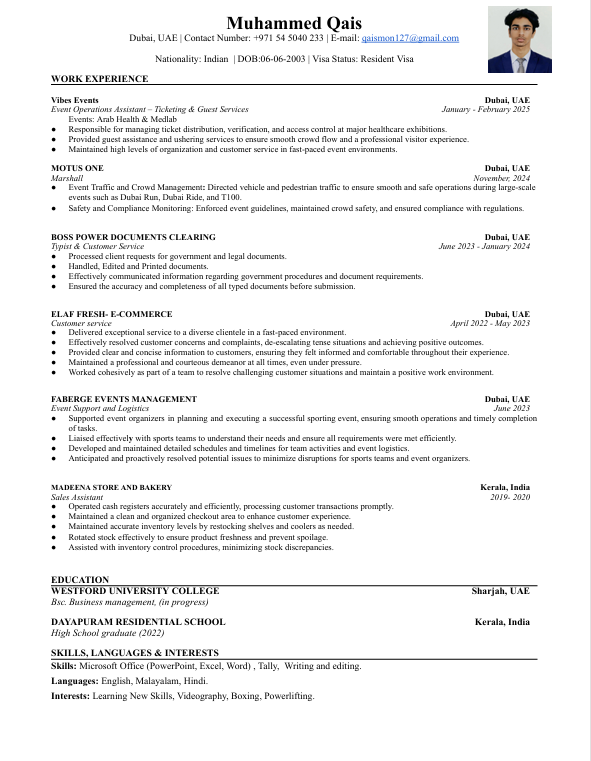 Muhammed Qais
Dubai, UAE | Contact Number: +971 54 5040 233 | E-mail: qaismon127@gmail.com
Nationality: Indian | DOB:06-06-2003 | Visa Status: Resident Visa
WORK EXPERIENCE
Vibes Events Dubai, UAE
Event Operations Assistant – Ticketing & Guest Services January - February 2025
Events: Arab Health & Medlab
● Responsible for managing ticket distribution, verification, and access control at major healthcare exhibitions.
● Provided guest assistance and ushering services to ensure smooth crowd flow and a professional visitor experience.
● Maintained high levels of organization and customer service in fast-paced event environments.
MOTUS ONE Dubai, UAE
Marshall November, 2024
● Event Traffic and Crowd Management: Directed vehicle and pedestrian traffic to ensure smooth and safe operations during large-scale
events such as Dubai Run, Dubai Ride, and T100.
● Safety and Compliance Monitoring: Enforced event guidelines, maintained crowd safety, and ensured compliance with regulations.
BOSS POWER DOCUMENTS CLEARING Dubai, UAE
Typist & Customer Service June 2023 - January 2024
● Processed client requests for government and legal documents.
● Handled, Edited and Printed documents.
● Effectively communicated information regarding government procedures and document requirements.
● Ensured the accuracy and completeness of all typed documents before submission.
ELAF FRESH- E-COMMERCE Dubai, UAE
Customer service April 2022 - May 2023
● Delivered exceptional service to a diverse clientele in a fast-paced environment.
● Effectively resolved customer concerns and complaints, de-escalating tense situations and achieving positive outcomes.
● Provided clear and concise information to customers, ensuring they felt informed and comfortable throughout their experience.
● Maintained a professional and courteous demeanor at all times, even under pressure.
● Worked cohesively as part of a team to resolve challenging customer situations and maintain a positive work environment.
FABERGE EVENTS MANAGEMENT Dubai, UAE
Event Support and Logistics June 2023
● Supported event organizers in planning and executing a successful sporting event, ensuring smooth operations and timely completion
of tasks.
● Liaised effectively with sports teams to understand their needs and ensure all requirements were met efficiently.
● Developed and maintained detailed schedules and timelines for team activities and event logistics.
● Anticipated and proactively resolved potential issues to minimize disruptions for sports teams and event organizers.
MADEENA STORE AND BAKERY Kerala, India
Sales Assistant 2019- 2020
● Operated cash registers accurately and efficiently, processing customer transactions promptly.
● Maintained a clean and organized checkout area to enhance customer experience.
● Maintained accurate inventory levels by restocking shelves and coolers as needed.
● Rotated stock effectively to ensure product freshness and prevent spoilage.
● Assisted with inventory control procedures, minimizing stock discrepancies.
EDUCATION
WESTFORD UNIVERSITY COLLEGE Sharjah, UAE
Bsc. Business management, (in progress)
DAYAPURAM RESIDENTIAL SCHOOL Kerala, India
High School graduate (2022)
SKILLS, LANGUAGES & INTERESTS
Skills: Microsoft Office (PowerPoint, Excel, Word) , Tally, Writing and editing.
Languages: English, Malayalam, Hindi.
Interests: Learning New Skills, Videography, Boxing, Powerlifting.